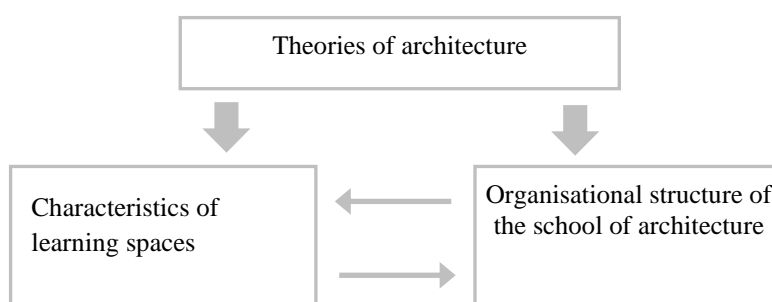 Theories of architecture
Characteristics of
learning spaces
Organisational structure of
the school of architecture